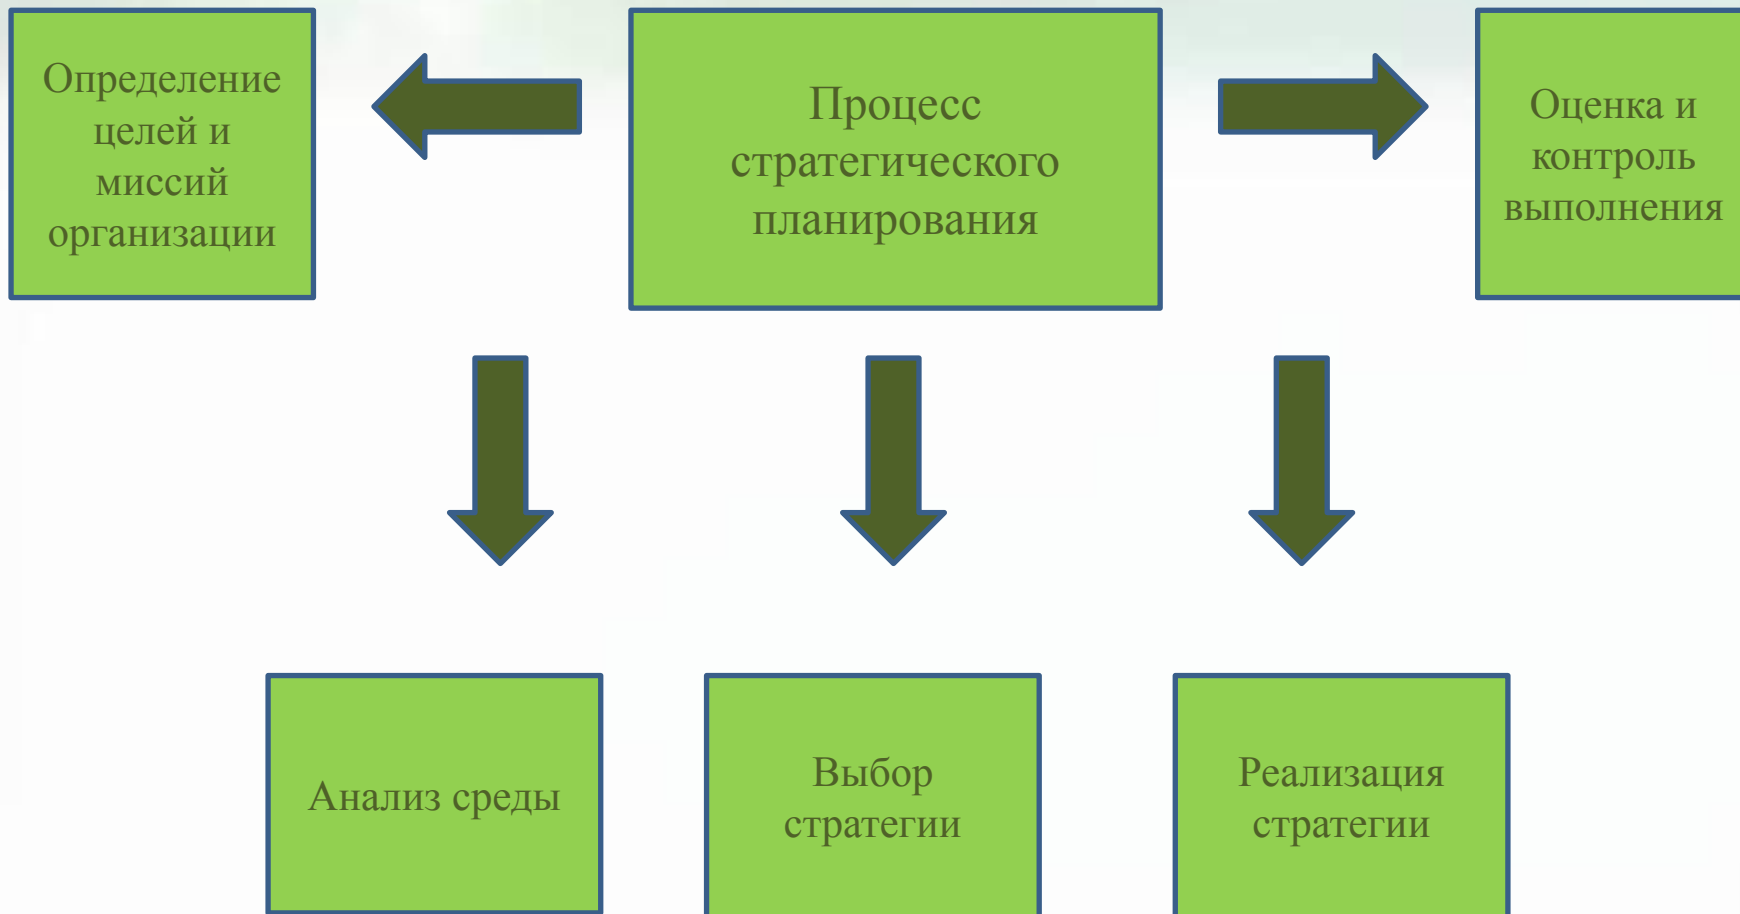 Определение
целей и
миссий
организации
Процесс
стратегического
планирования
Оценка и
контроль
выполнения
Анализ среды
Выбор
стратегии
Реализация
стратегии